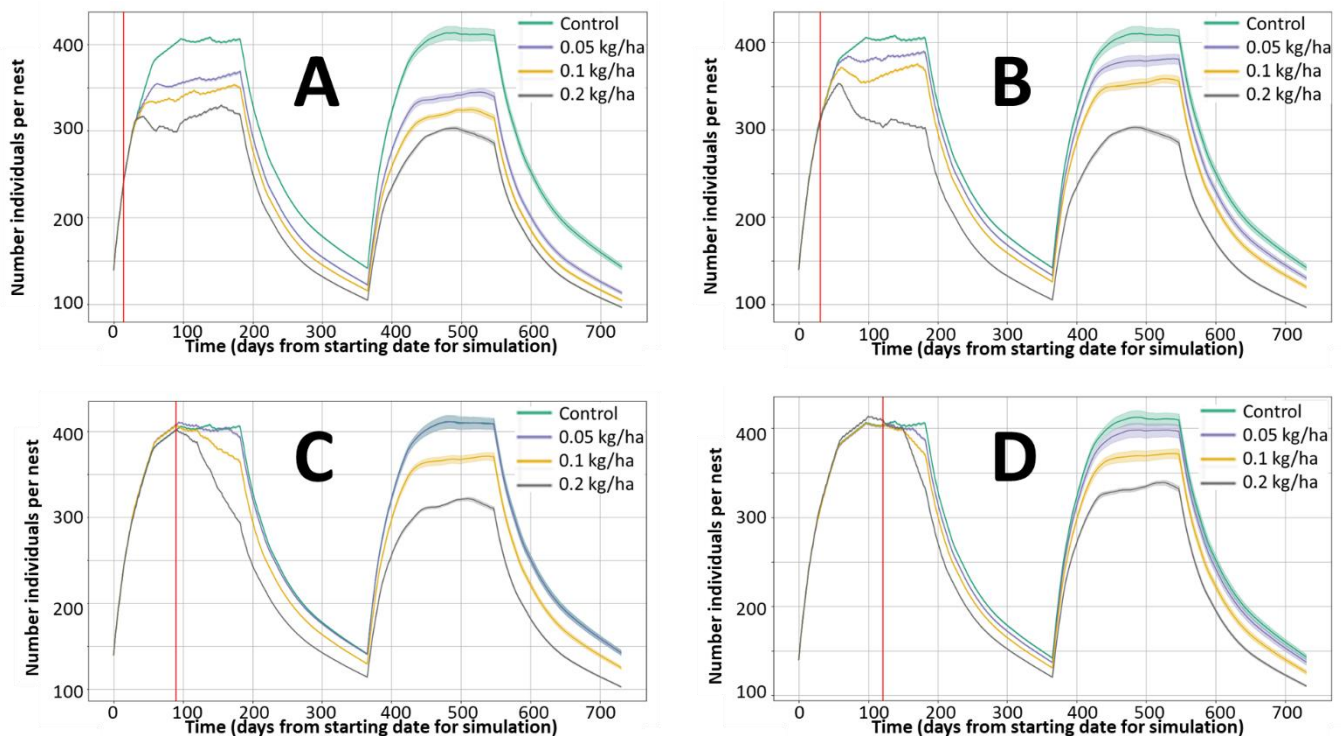 A
Control
0.05 kg/ha
0.1 kg/ha
0.2 kg/ha
Number individuals per nest
400
300
200
100
0 100 200 300 400 500 600 700
Time (days from starting date for simulation)
B
Control
0.05 kg/ha
0.1 kg/ha
0.2 kg/ha
Number individuals per nest
400
300
200
100
0 100 200 300 400 500 600 700
Time (days from starting date for simulation)
C
Control
0.05 kg/ha
0.1 kg/ha
0.2 kg/ha
Number individuals per nest
400
300
200
100
0 100 200 300 400 500 600 700
Time (days from starting date for simulation)
D
Control
0.05 kg/ha
0.1 kg/ha
0.2 kg/ha
Number individuals per nest
400
300
200
100
0 100 200 300 400 500 600 700
Time (days from starting date for simulation)